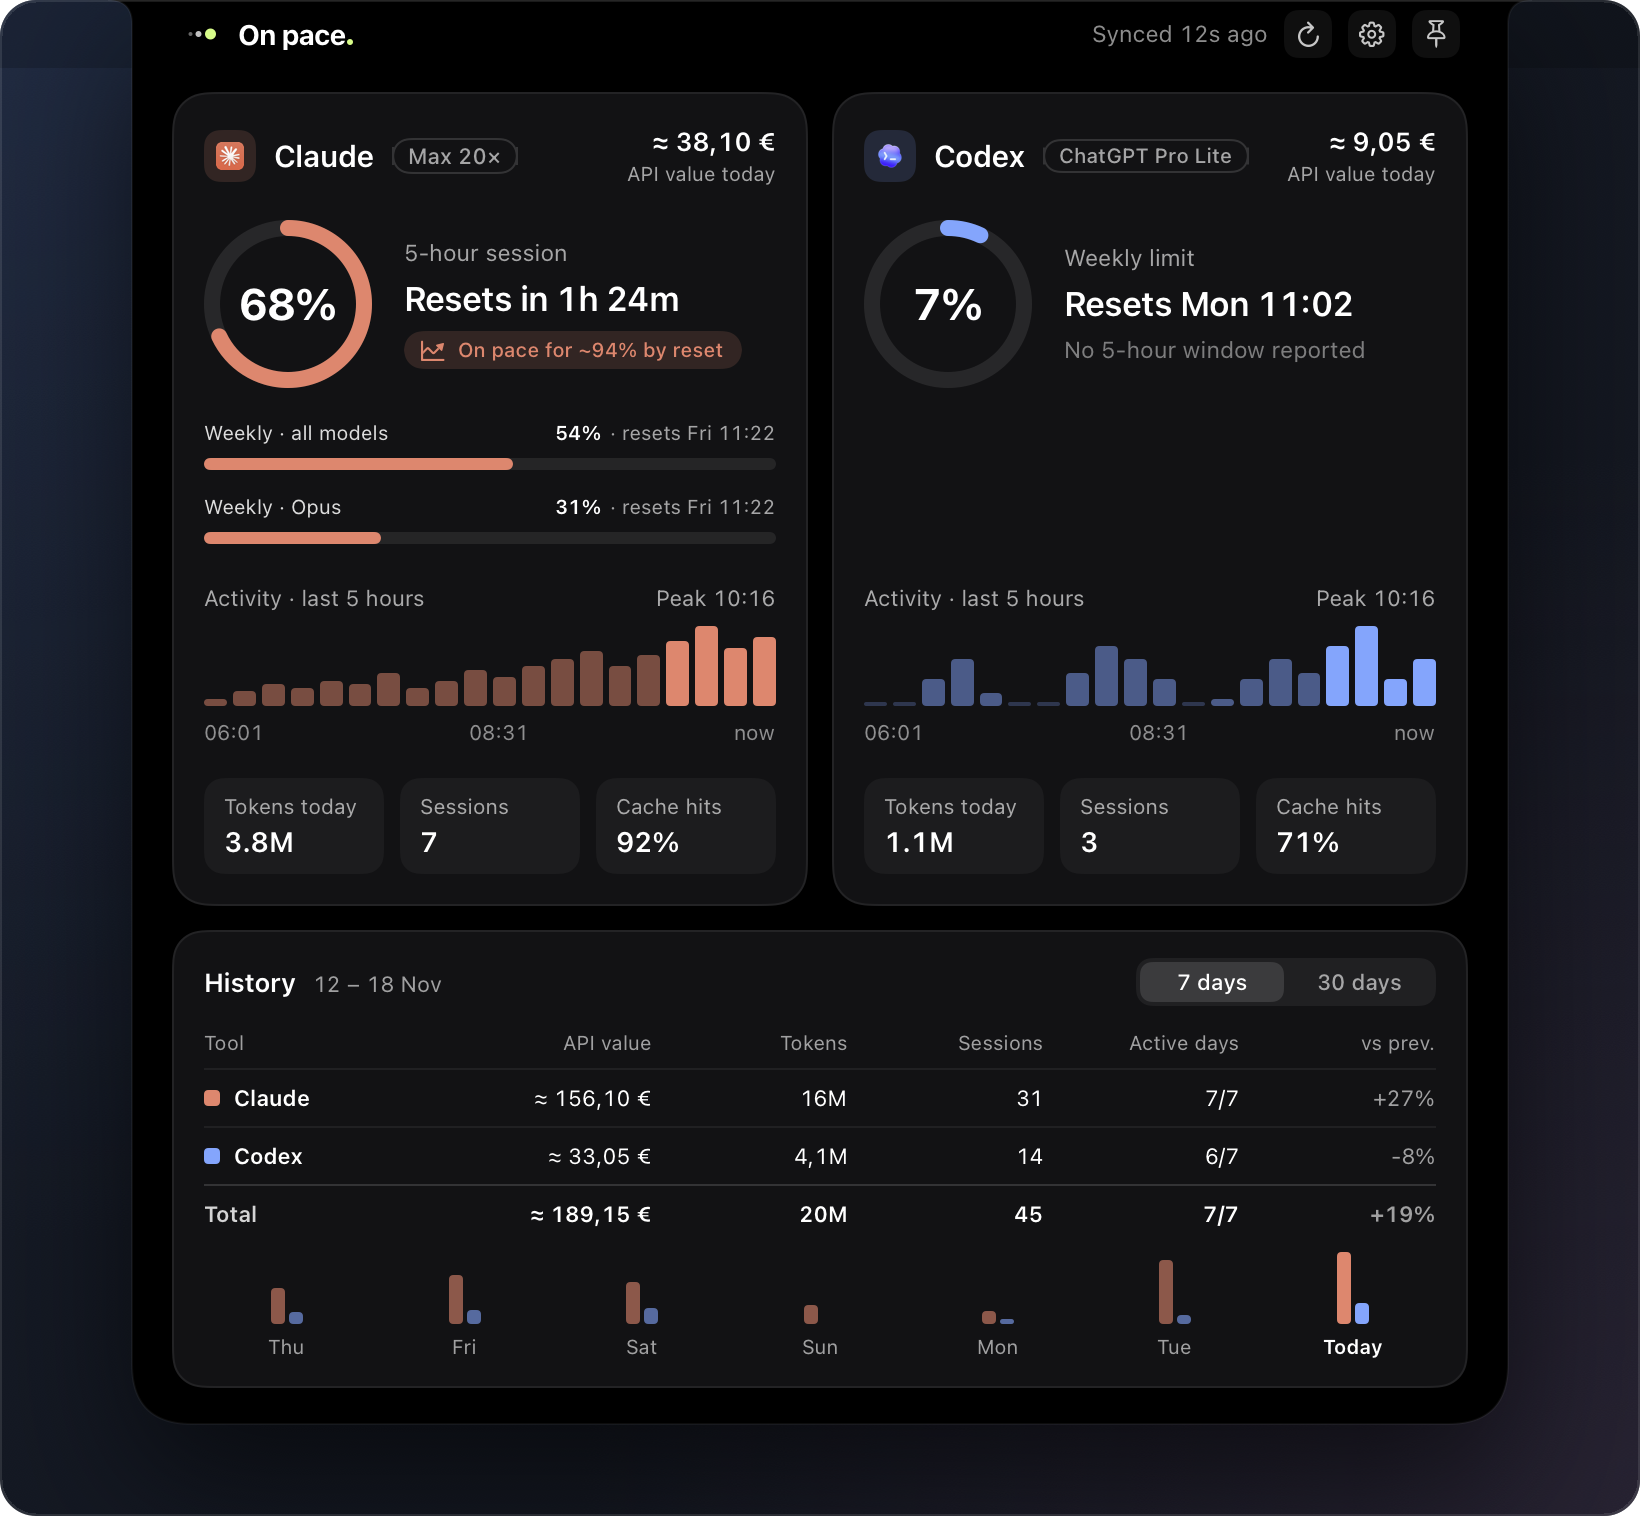 On pace.
Synced 12s ago
Claude
Max 20×
≈ 38,10 €
API value today
68%
5-hour session
Resets in 1h 24m
On pace for ~94% by reset
Weekly · all models
54% · resets Fri 11:22
Weekly · Opus
31% · resets Fri 11:22
Activity · last 5 hours
Peak 10:16
06:01
08:31
now
Tokens today
3.8M
Sessions
7
Cache hits
92%
Codex
ChatGPT Pro Lite
≈ 9,05 €
API value today
7%
Weekly limit
Resets Mon 11:02
No 5-hour window reported
Activity · last 5 hours
Peak 10:16
06:01
08:31
now
Tokens today
1.1M
Sessions
3
Cache hits
71%
History 12 – 18 Nov
7 days
30 days
Tool API value Tokens Sessions Active days vs prev.
Claude ≈ 156,10 € 16M 31 7/7 +27%
Codex ≈ 33,05 € 4,1M 14 6/7 -8%
Total ≈ 189,15 € 20M 45 7/7 +19%
Thu Fri Sat Sun Mon Tue Today